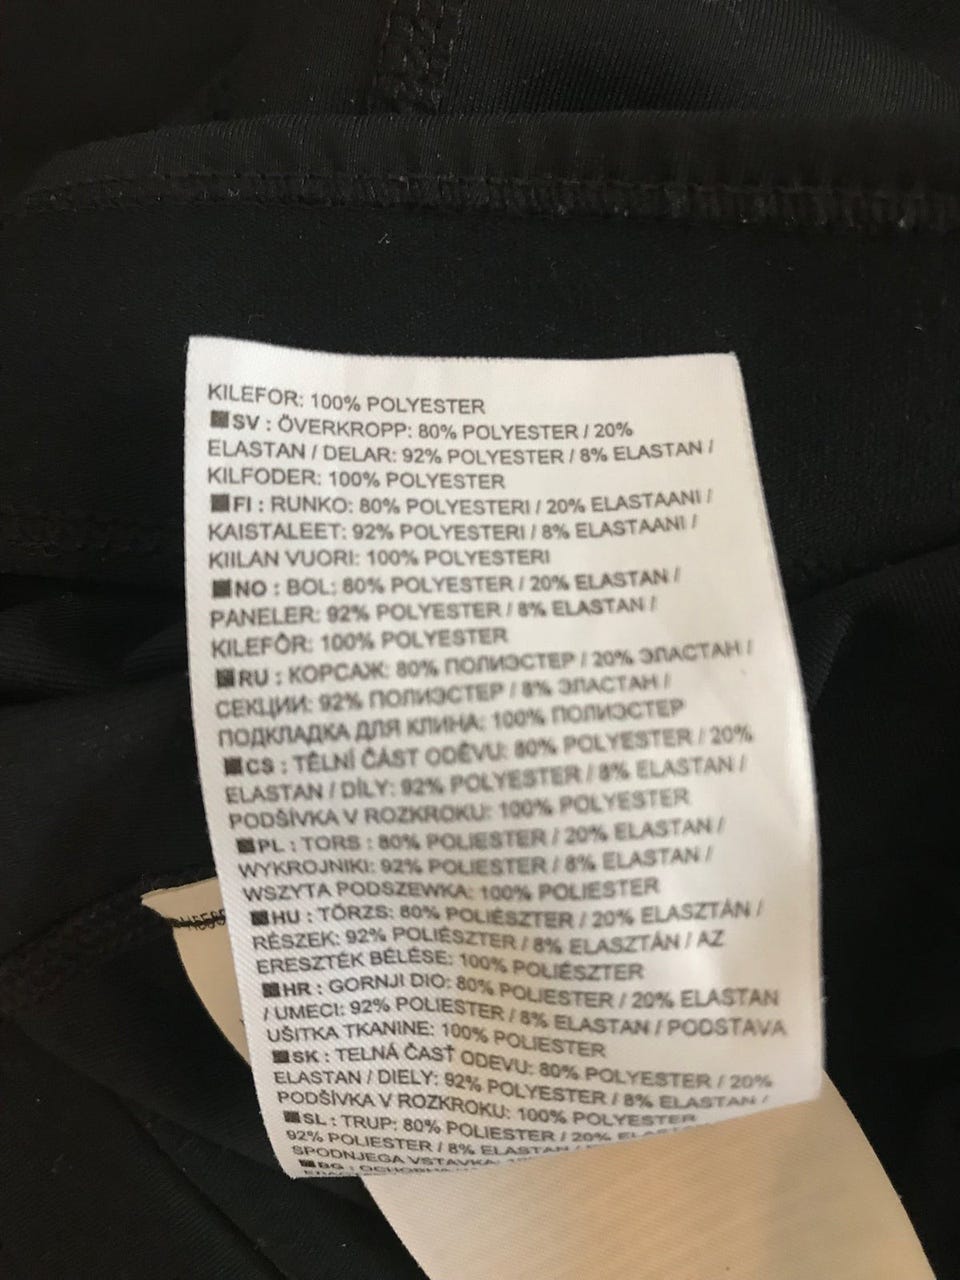 KILEFOR: 100% POLYESTER
SV : ÖVERKROPP: 80% POLYESTER / 20%
ELASTAN / DELAR: 92% POLYESTER / 8% ELASTAN /
KILFODER: 100% POLYESTER
FI : RUNKO: 80% POLYESTERI / 20% ELASTAANI /
KAISTALEET: 92% POLYESTERI / 8% ELASTAANI /
KIILAN VUORI: 100% POLYESTERI
NO : BOL: 80% POLYESTER / 20% ELASTAN /
PANELER: 92% POLYESTER / 8% ELASTAN /
KILEFÔR: 100% POLYESTER
RU : КОРСАЖ: 80% ПОЛИЭСТЕР / 20% ЭЛАСТАН /
СЕКЦИИ: 92% ПОЛИЭСТЕР / 8% ЭЛАСТАН /
ПОДКЛАДКА ДЛЯ КЛИНА: 100% ПОЛИЭСТЕР
CS : TĚLNÍ ČÁST ODĚVU: 80% POLYESTER / 20%
ELASTAN / DÍLY: 92% POLYESTER / 8% ELASTAN /
PODŠÍVKA V ROZKROKU: 100% POLYESTER
PL : TORS : 80% POLIESTER / 20% ELASTAN /
WYKROJNIKI: 92% POLIESTER / 8% ELASTAN /
WSZYTA PODSZEWKA: 100% POLIESTER
HU : TÖRZS: 80% POLIÉSZTER / 20% ELASZTÁN /
RÉSZEK: 92% POLIÉSZTER / 8% ELASZTÁN / AZ
ERESZTÉK BÉLÉSE: 100% POLIÉSZTER
HR : GORNJI DIO: 80% POLIESTER / 20% ELASTAN
/ UMECI: 92% POLIESTER / 8% ELASTAN / PODSTAVA
UŠITKA TKANINE: 100% POLIESTER
SK : TELNÁ ČASŤ ODEVU: 80% POLYESTER / 20%
ELASTAN / DIELY: 92% POLYESTER / 8% ELASTAN /
PODŠÍVKA V ROZKROKU: 100% POLYESTER
SL : TRUP: 80% POLIESTER / 20%
92% POLIESTER / 8% ELASTAN /
SPODNJEGA VSTAVKA:
BG : ОСНОВНА